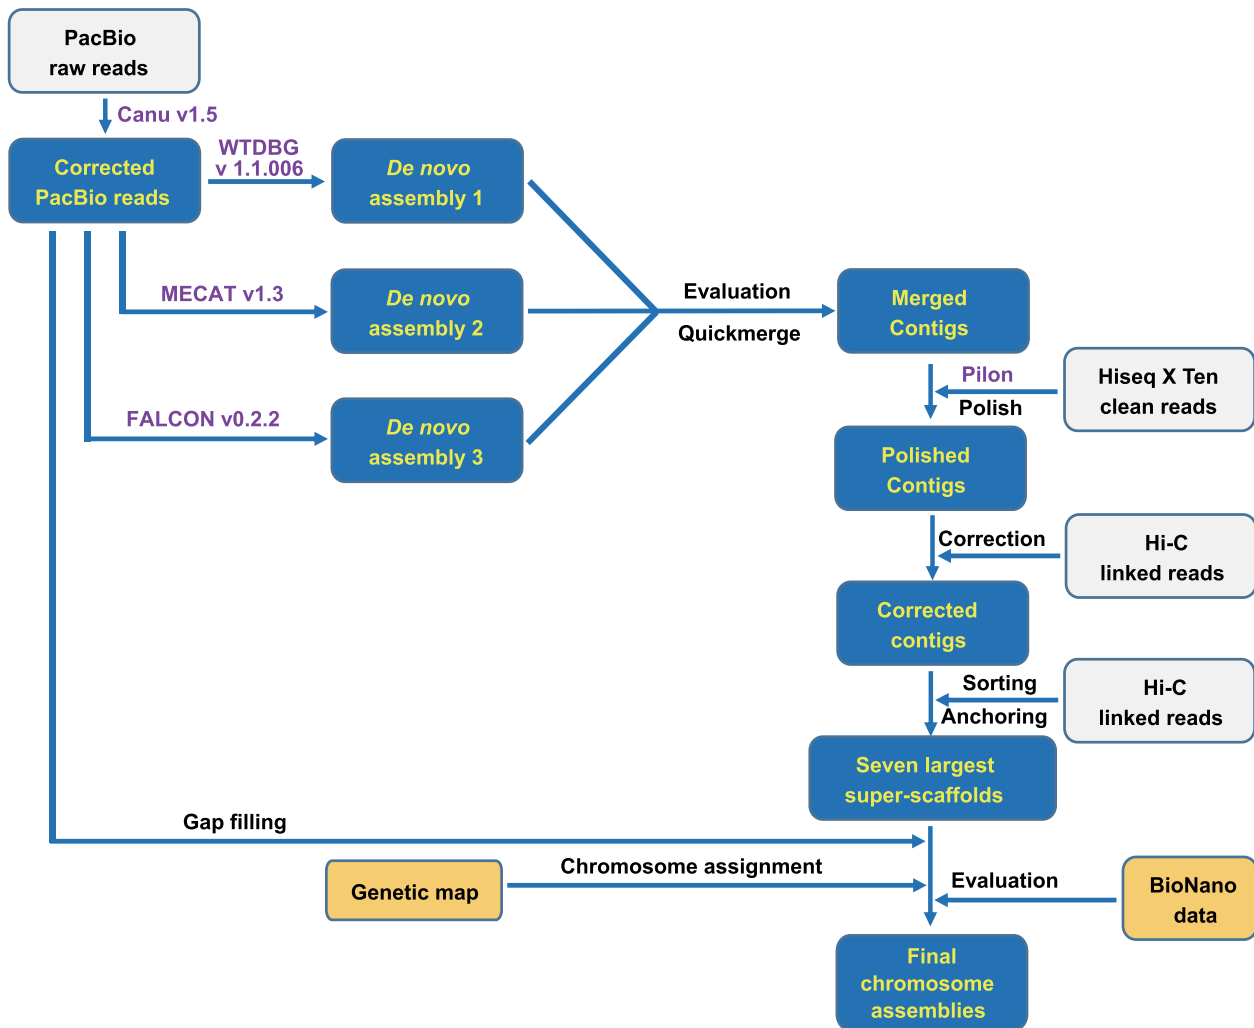 PacBio
raw reads
Canu v1.5
Corrected
PacBio reads
WTDBG
v 1.1.006
De novo
assembly 1
MECAT v1.3
De novo
assembly 2
FALCON v0.2.2
De novo
assembly 3
Evaluation
Quickmerge
Merged
Contigs
Pilon
Polish
Hiseq X Ten
clean reads
Polished
Contigs
Correction
Hi-C
linked reads
Corrected
contigs
Sorting
Anchoring
Hi-C
linked reads
Seven largest
super-scaffolds
Gap filling
Genetic map
Chromosome assignment
Evaluation
BioNano
data
Final
chromosome
assemblies